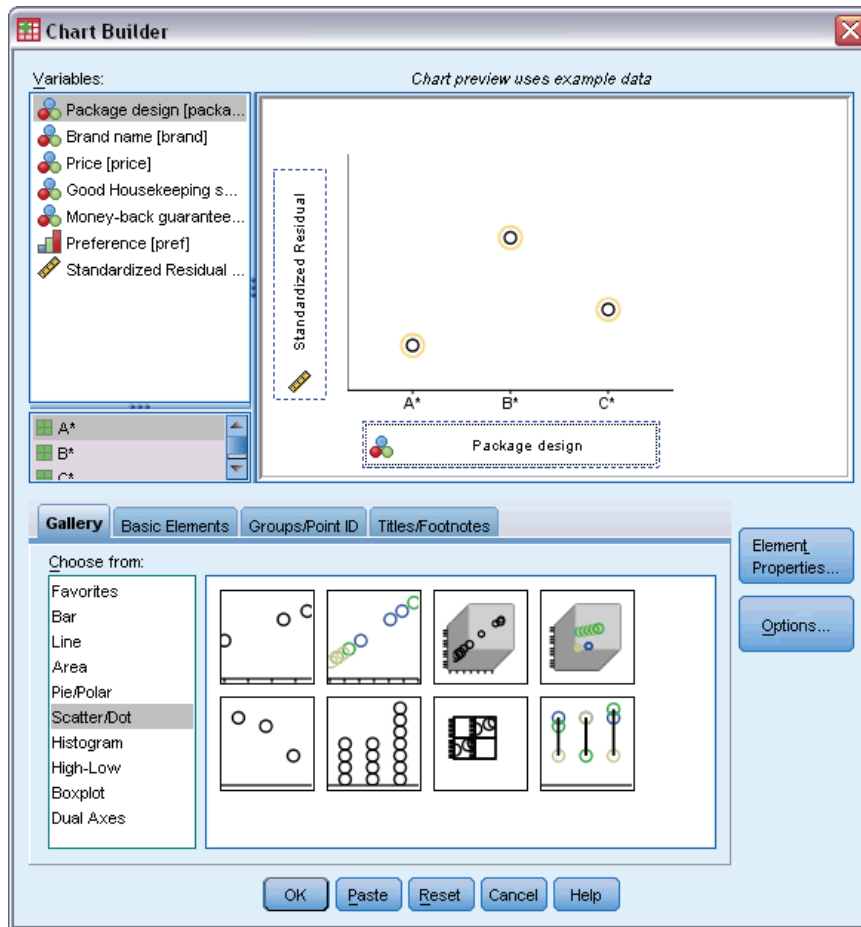 Chart Builder
Variables:
Chart preview uses example data
Package design [packa...
Brand name [brand]
Price [price]
Good Housekeeping s...
Money-back guarantee...
Preference [pref]
Standardized Residual ...
A*
B*
C*
Standardized Residual
A* B* C*
Package design
Gallery Basic Elements Groups/Point ID Titles/Footnotes
Choose from:
Favorites
Bar
Line
Area
Pie/Polar
Scatter/Dot
Histogram
High-Low
Boxplot
Dual Axes
Element
Properties...
Options...
OK Paste Reset Cancel Help